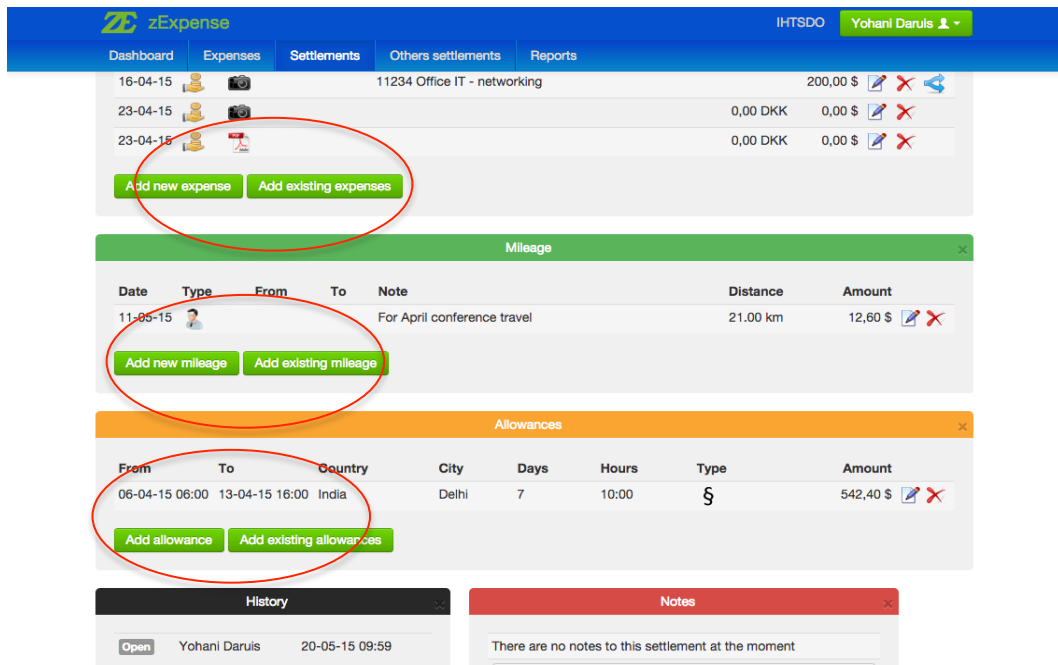 ZE zExpense IHTSDO Yohani Daruis
Dashboard Expenses Settlements Others settlements Reports
16-04-15 11234 Office IT - networking 200,00 $
23-04-15 0,00 DKK 0,00 $
23-04-15 PDF 0,00 DKK 0,00 $
Add new expense Add existing expenses
Mileage ×
Date Type From To Note Distance Amount
11-05-15 For April conference travel 21.00 km 12,60 $
Add new mileage Add existing mileage
Allowances ×
From To Country City Days Hours Type Amount
06-04-15 06:00 13-04-15 16:00 India Delhi 7 10:00 § 542,40 $
Add allowance Add existing allowances
History × Notes ×
Open Yohani Daruis 20-05-15 09:59 There are no notes to this settlement at the moment